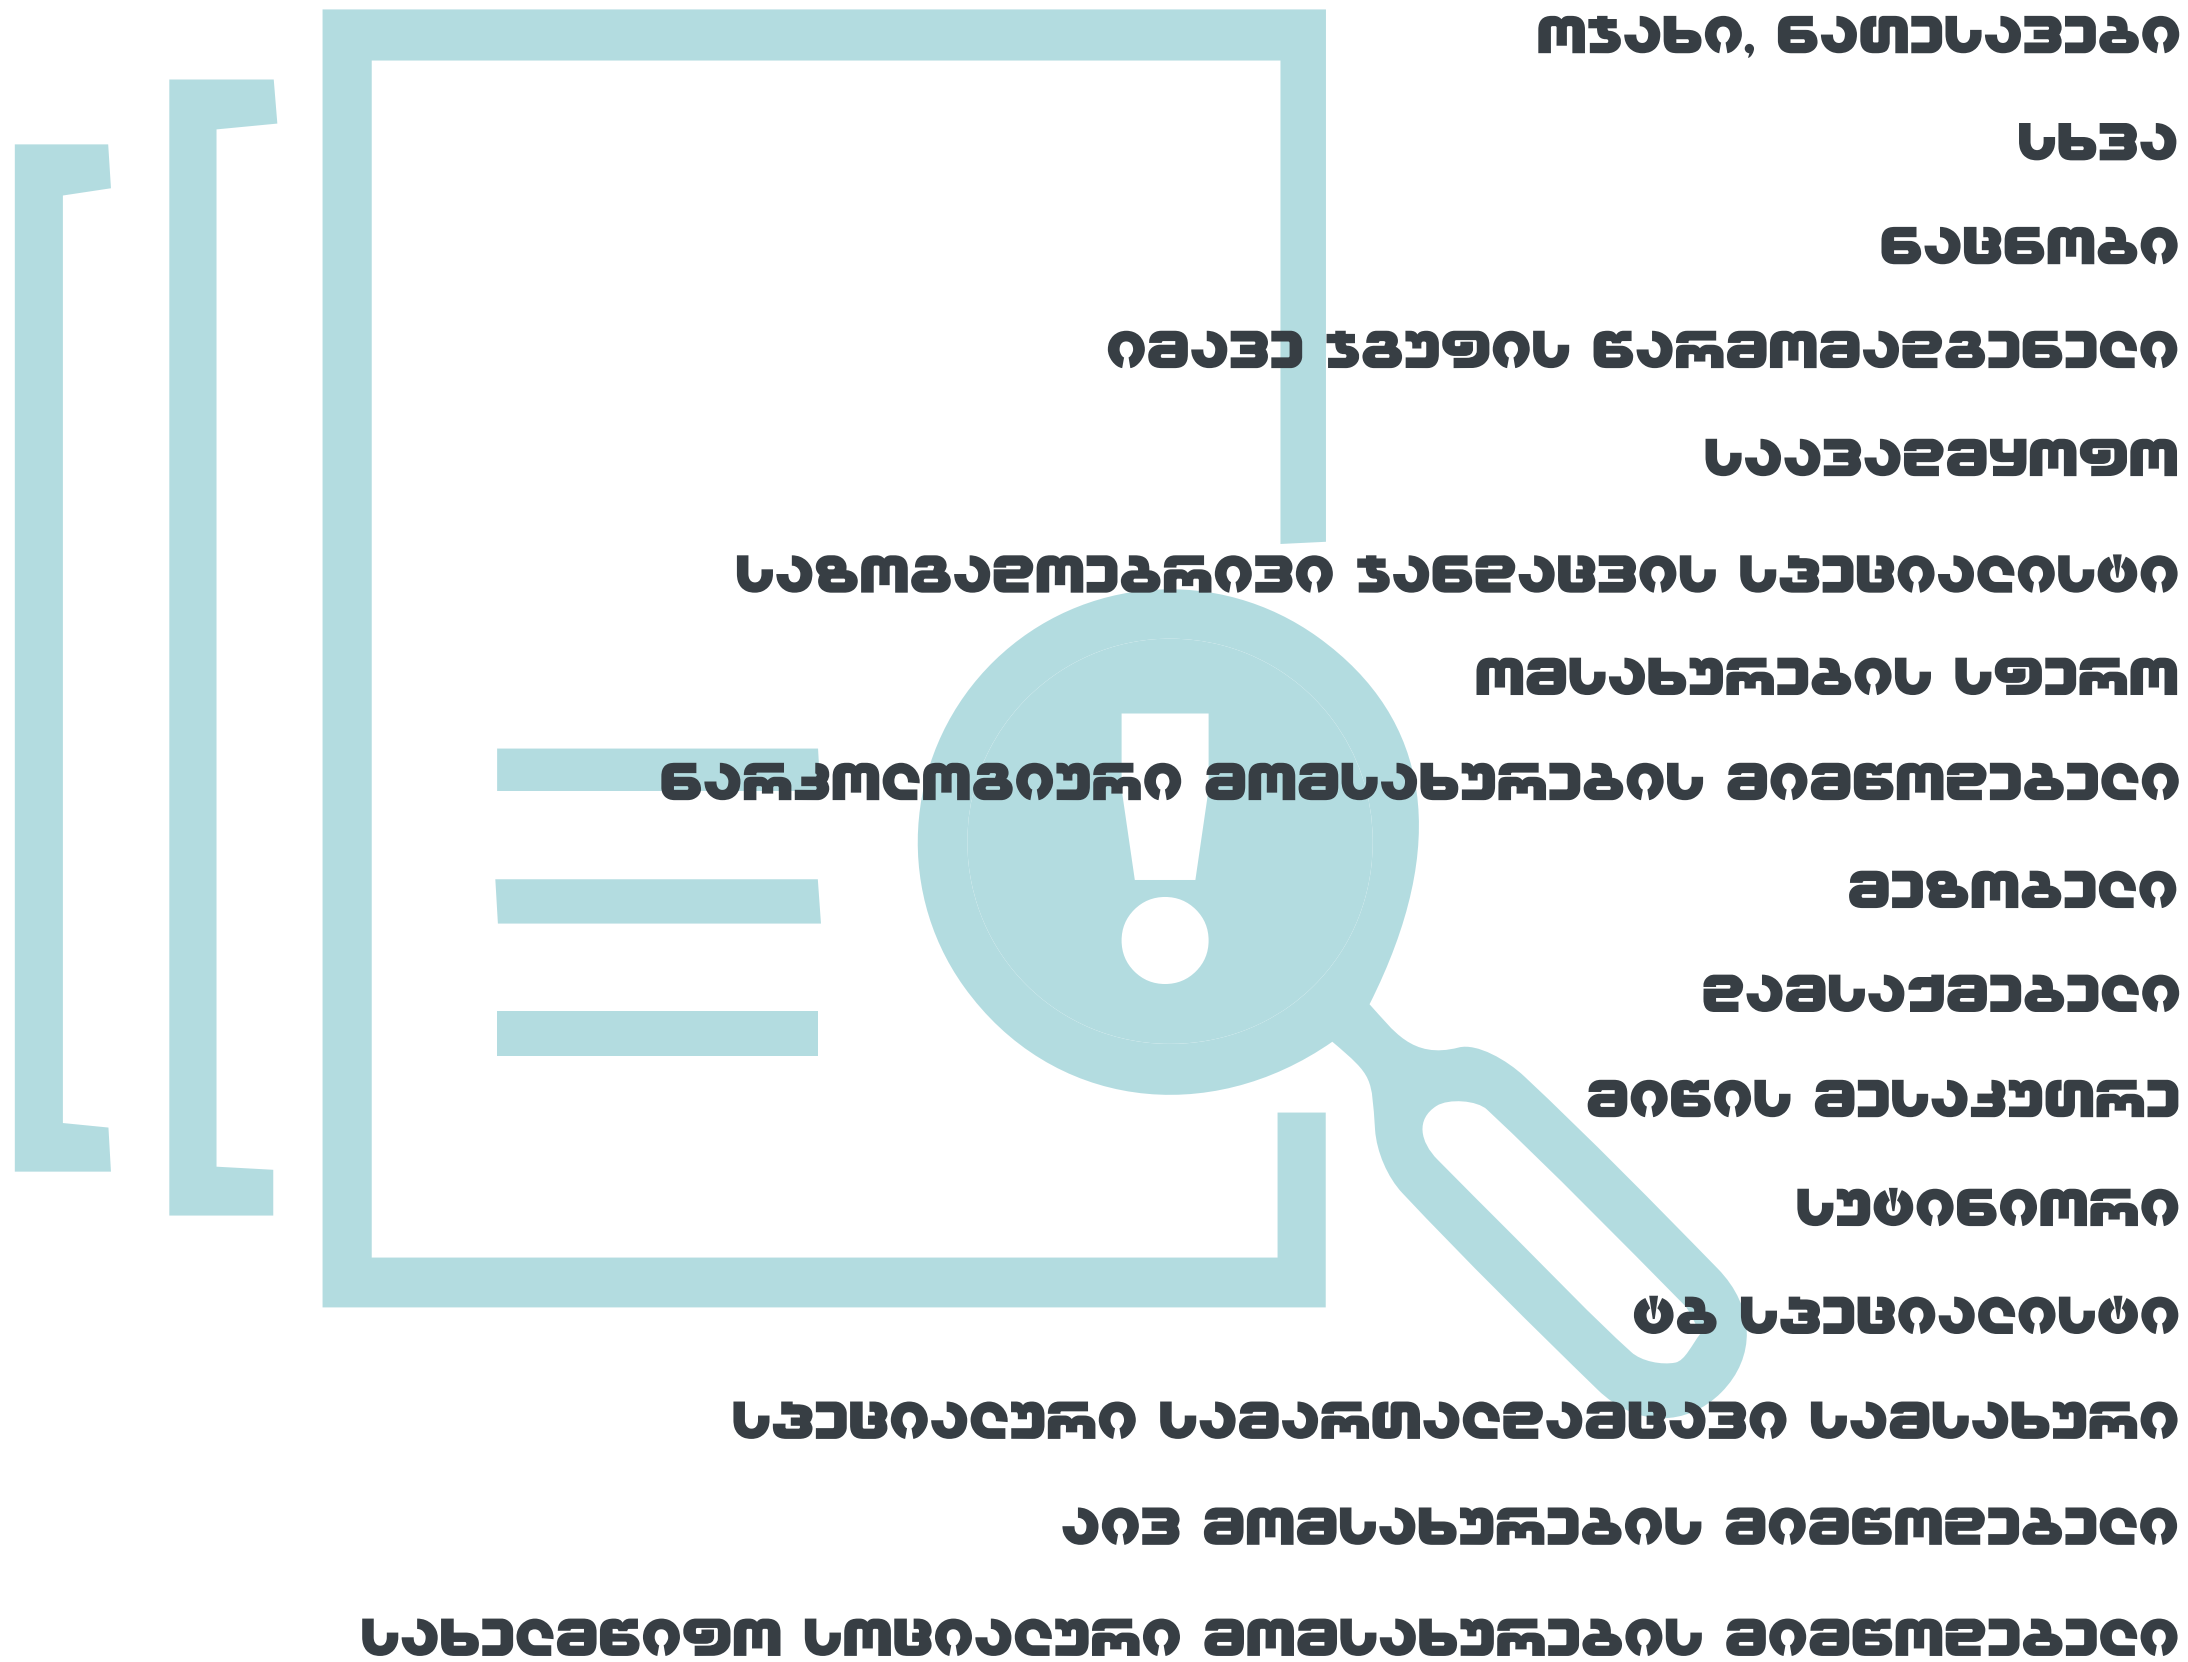 ოჯახი, ნათესავები
სხვა
ნაცნობი
იმავე ჯგუფის წარმომადგენელი
საავადმყოფო
საზოგადოებრივი ჯანდაცვის სპეციალისტი
ომსახურების სფერო
ნარკოლოგიური მომსახურების მიმწოდებელი
მეზობელი
დამსაქმებელი
მიწის მესაკუთრე
სუტინიორი
ტბ სპეციალისტი
სპეციალური სამართალდამცავი სამსახური
აივ მომსახურების მიმწოდებელი
სახელმწიფო სოციალური მომსახურების მიმწოდებელი